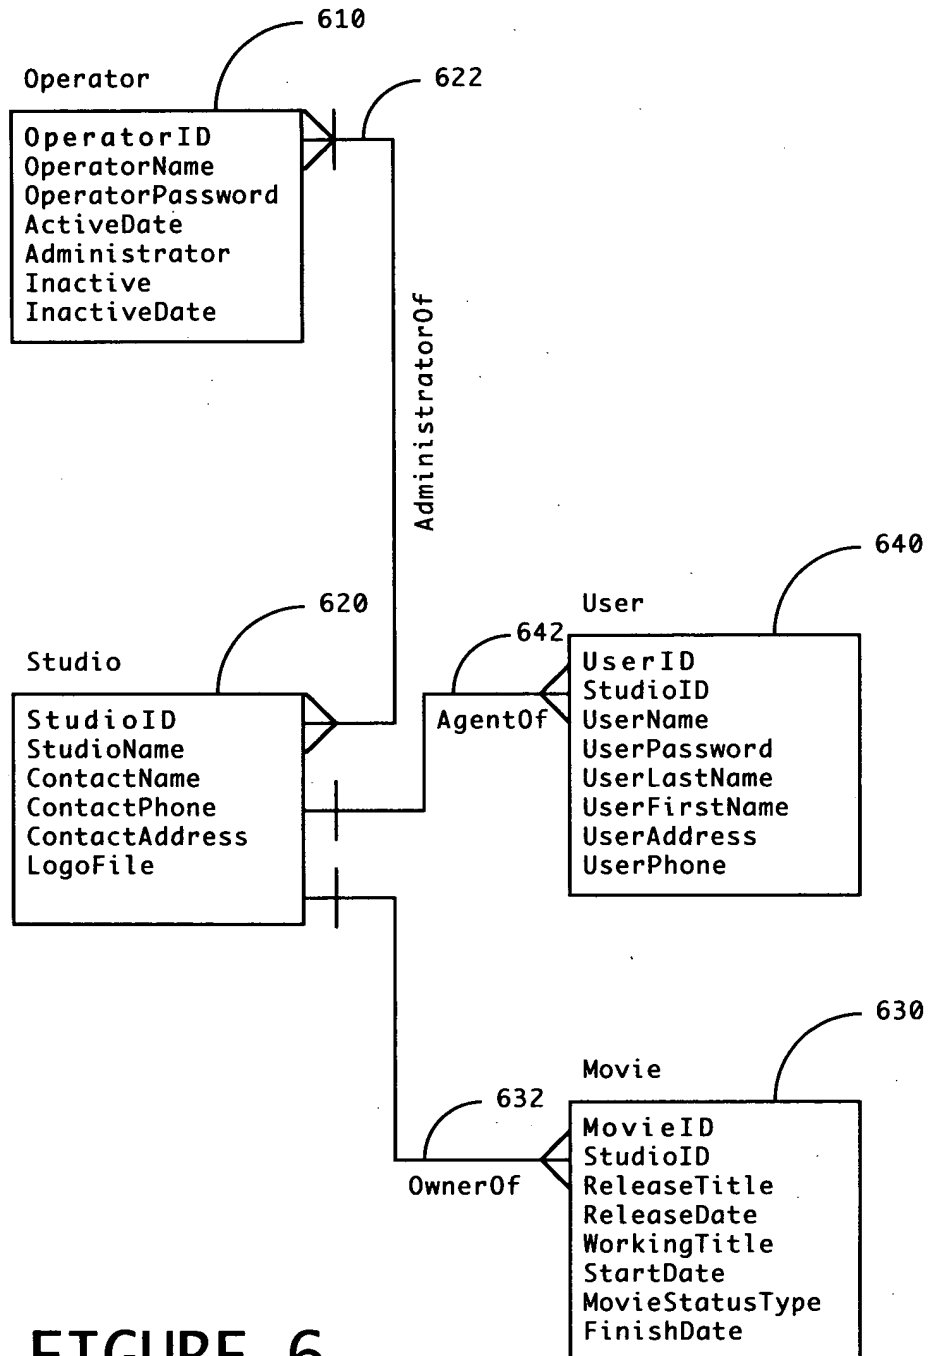 610
Operator
622
OperatorID
OperatorName
OperatorPassword
ActiveDate
Administrator
Inactive
InactiveDate
AdministratorOf
640
620
User
642
Studio
UserID
StudioID
UserName
UserPassword
UserLastName
UserFirstName
UserAddress
UserPhone
AgentOf
StudioID
StudioName
ContactName
ContactPhone
ContactAddress
LogoFile
630
Movie
632
MovieID
StudioID
ReleaseTitle
ReleaseDate
WorkingTitle
StartDate
MovieStatusType
FinishDate
OwnerOf
FIGURE 6